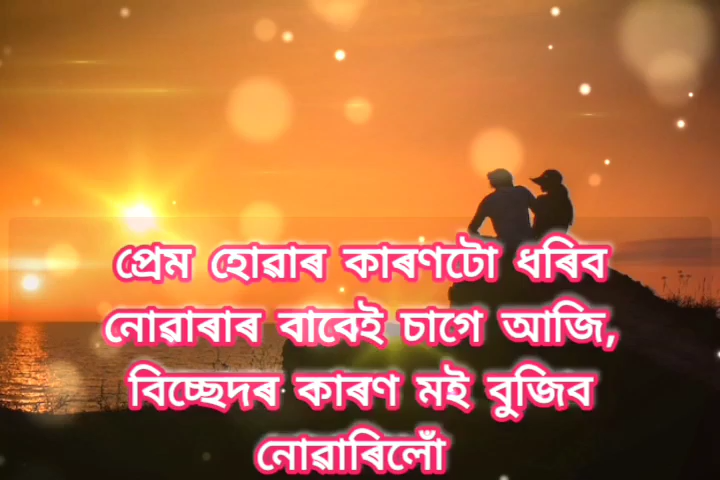 প্ৰেম হোৱাৰ কাৰণটো ধৰিব
নোৱাৰাৰ বাবেই চাগে আজি,
বিচ্ছেদৰ কাৰণ মই বুজিব
নোৱাৰিলোঁ